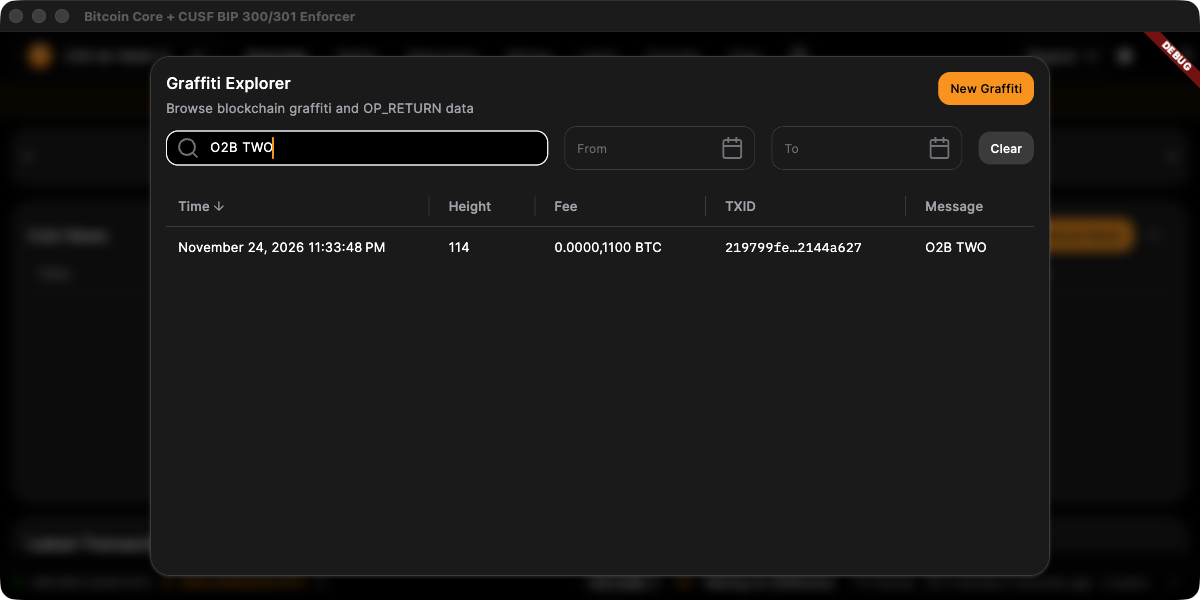 Bitcoin Core + CUSF BIP 300/301 Enforcer
DEBUG
Graffiti Explorer
New Graffiti
Browse blockchain graffiti and OP_RETURN data
O2B TWO
From
To
Clear
Time ↓ Height Fee TXID Message
November 24, 2026 11:33:48 PM 114 0.0000,1100 BTC 219799fe…2144a627 O2B TWO